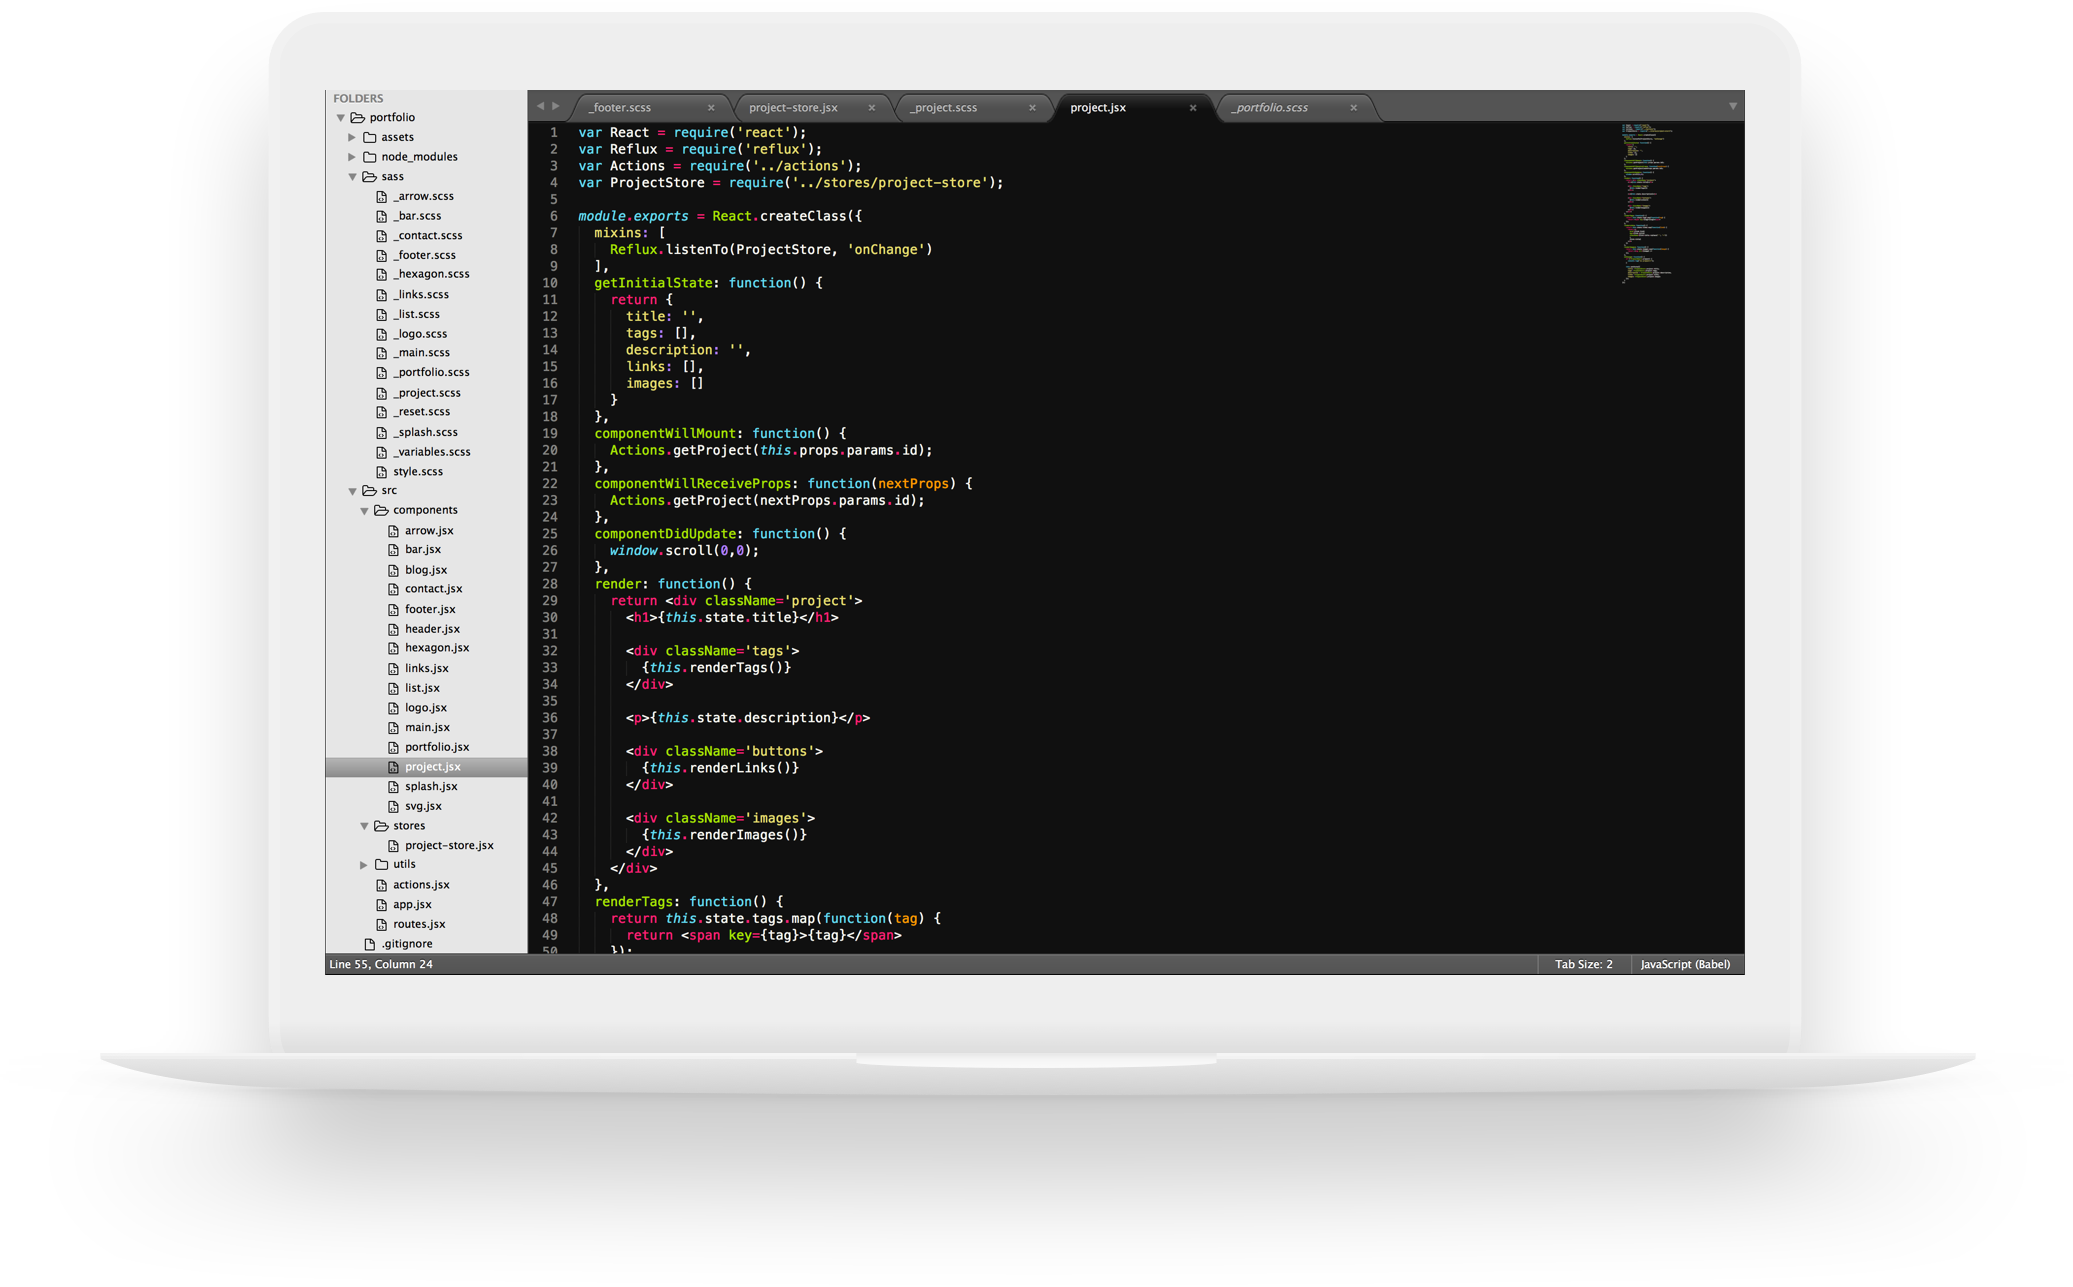 FOLDERS
portfolio
assets
node_modules
sass
_arrow.scss
_bar.scss
_contact.scss
_footer.scss
_hexagon.scss
_links.scss
_list.scss
_logo.scss
_main.scss
_portfolio.scss
_project.scss
_reset.scss
_splash.scss
_variables.scss
style.scss
src
components
arrow.jsx
bar.jsx
blog.jsx
contact.jsx
footer.jsx
header.jsx
hexagon.jsx
links.jsx
list.jsx
logo.jsx
main.jsx
portfolio.jsx
project.jsx
splash.jsx
svg.jsx
stores
project-store.jsx
utils
actions.jsx
app.jsx
routes.jsx
.gitignore
_footer.scss × project-store.jsx × _project.scss × project.jsx × _portfolio.scss ×
1 var React = require('react');
2 var Reflux = require('reflux');
3 var Actions = require('../actions');
4 var ProjectStore = require('../stores/project-store');
5
6 module.exports = React.createClass({
7   mixins: [
8     Reflux.listenTo(ProjectStore, 'onChange')
9   ],
10   getInitialState: function() {
11     return {
12       title: '',
13       tags: [],
14       description: '',
15       links: [],
16       images: []
17     }
18   },
19   componentWillMount: function() {
20     Actions.getProject(this.props.params.id);
21   },
22   componentWillReceiveProps: function(nextProps) {
23     Actions.getProject(nextProps.params.id);
24   },
25   componentDidUpdate: function() {
26     window.scroll(0,0);
27   },
28   render: function() {
29     return <div className='project'>
30       <h1>{this.state.title}</h1>
31
32       <div className='tags'>
33         {this.renderTags()}
34       </div>
35
36       <p>{this.state.description}</p>
37
38       <div className='buttons'>
39         {this.renderLinks()}
40       </div>
41
42       <div className='images'>
43         {this.renderImages()}
44       </div>
45     </div>
46   },
47   renderTags: function() {
48     return this.state.tags.map(function(tag) {
49       return <span key={tag}>{tag}</span>
50     });
Line 55, Column 24
Tab Size: 2
JavaScript (Babel)